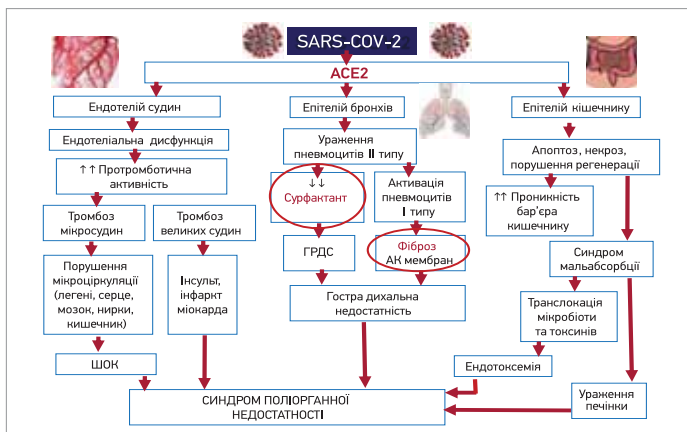 SARS-COV-2
ACE2
Ендотелій судин
Епітелій бронхів
Епітелій кішечнику
Ендотеліальна дисфункція
Ураження
пневмоцитів ІІ типу
Апоптоз, некроз,
порушення регенерації
↑↑ Протромботична
активність
↓↓
Сурфактант
Активація
пневмоцитів
І типу
↑↑ Проникність
бар'єра
кишечнику
Тромбоз
мікросудин
Тромбоз
великих судин
ГРДС
Фіброз
АК мембран
Синдром
мальабсорбції
Порушення
мікроциркуляції
(легені, серце,
мозок, нирки,
кишечник)
Інсульт,
інфаркт
міокарда
Гостра дихальна
недостатність
Транслокація
мікробіоти
та токсинів
ШОК
Ендотоксемія
СИНДРОМ ПОЛІОРГАННОЇ
НЕДОСТАТНОСТІ
Ураження
печінки